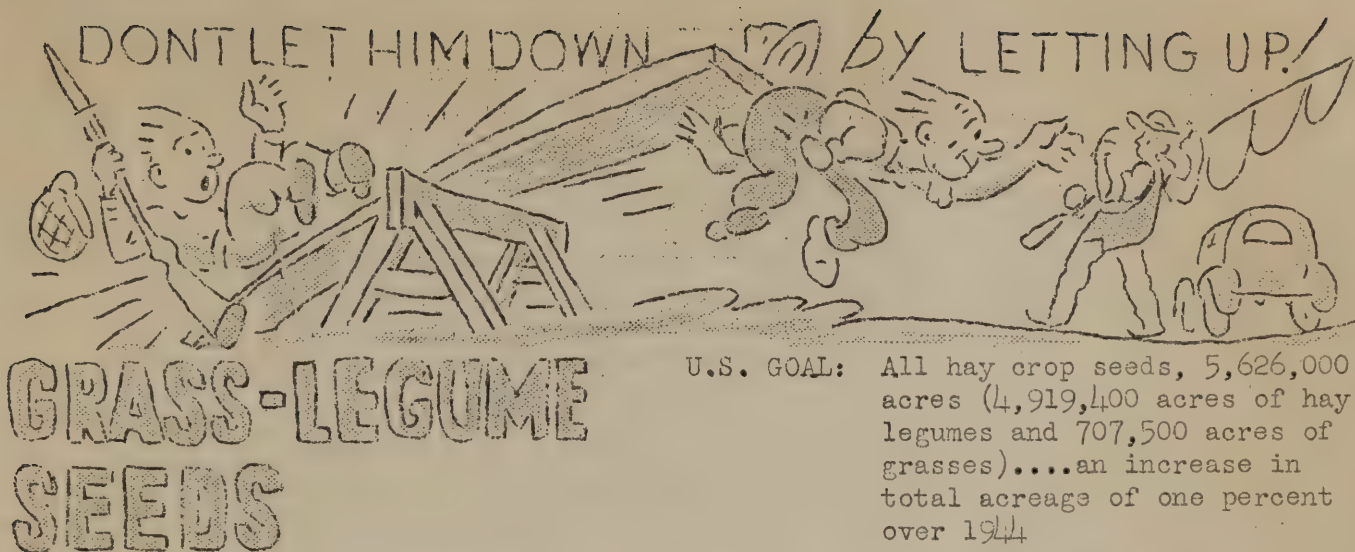 DONT LET HIM DOWN by LETTING UP!
GRASS-LEGUME
SEEDS
U.S. GOAL: All hay crop seeds, 5,626,000
acres (4,919,400 acres of hay
legumes and 707,500 acres of
grasses)....an increase in
total acreage of one percent
over 1944